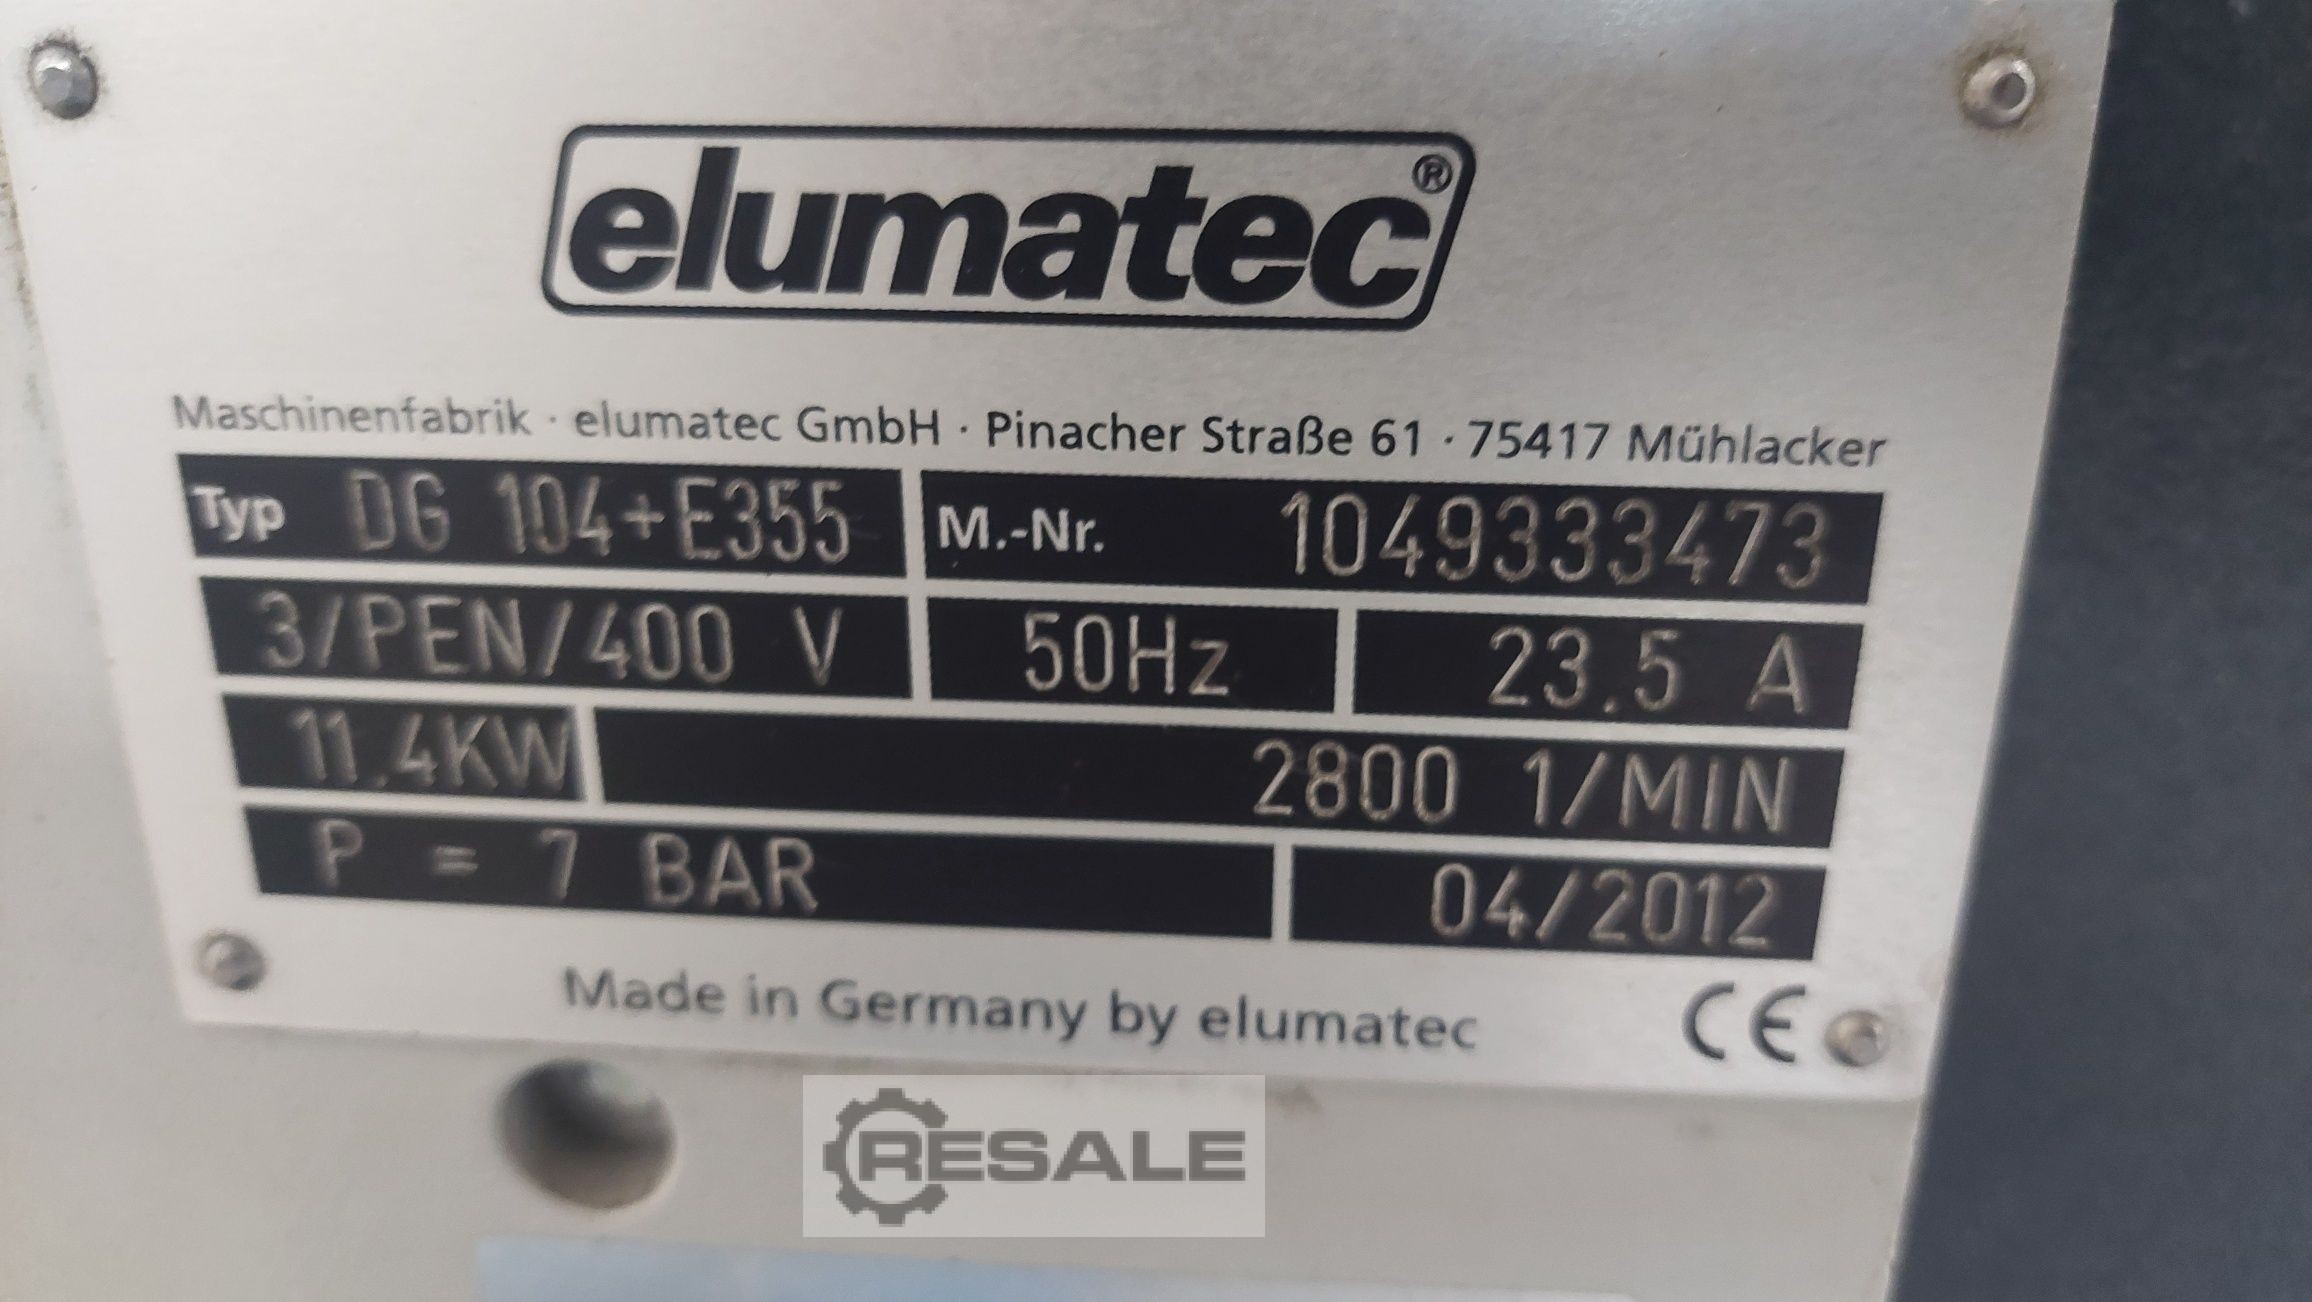 elumatec®
Maschinenfabrik · elumatec GmbH · Pinacher Straße 61 · 75417 Mühlacker
Typ DG 104+E355 M.-Nr. 1049333473
3/PEN/400 V 50Hz 23.5 A
11.4KW 2800 1/MIN
P = 7 BAR 04/2012
Made in Germany by elumatec CE
RESALE